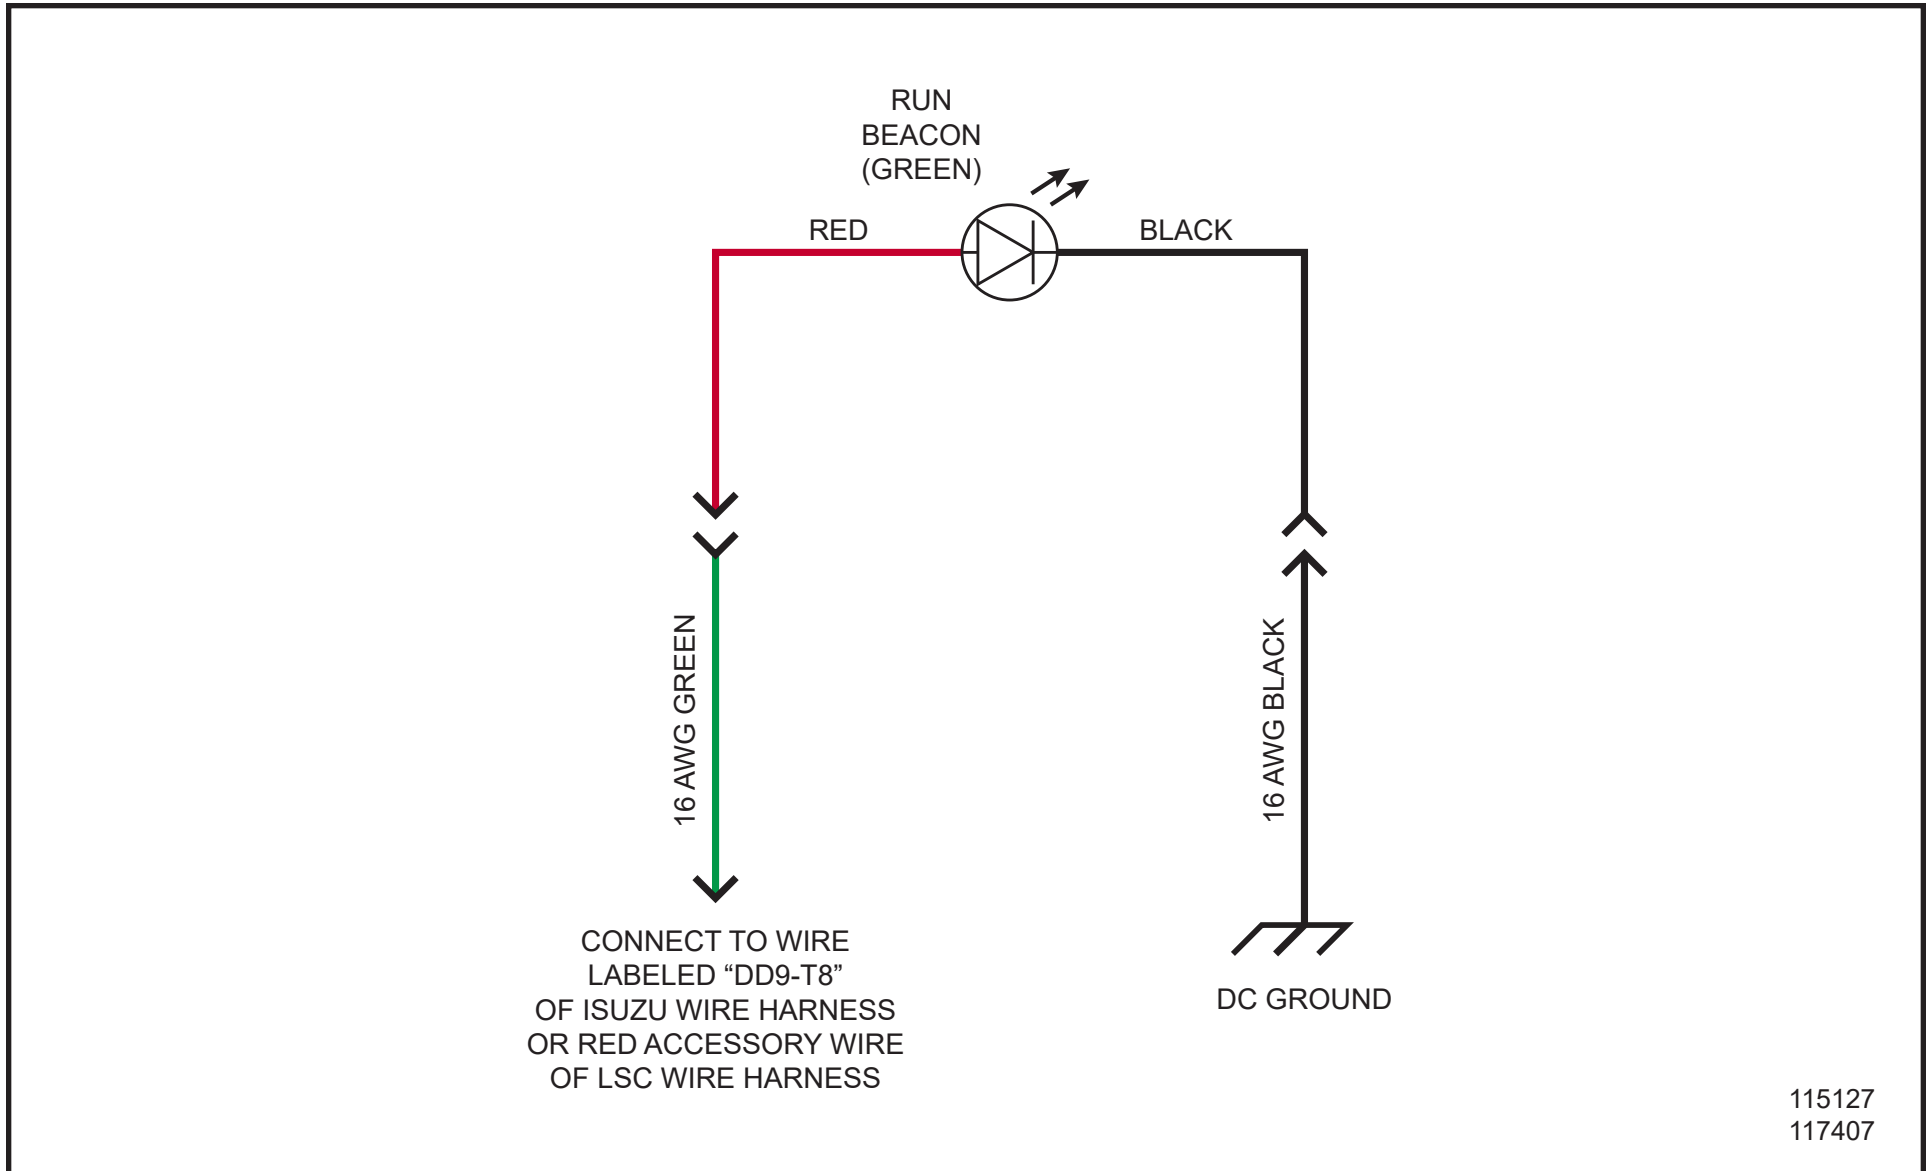 RUN
BEACON
(GREEN)
RED
BLACK
16 AWG GREEN
16 AWG BLACK
CONNECT TO WIRE
LABELED “DD9-T8”
OF ISUZU WIRE HARNESS
OR RED ACCESSORY WIRE
OF LSC WIRE HARNESS
DC GROUND
115127
117407